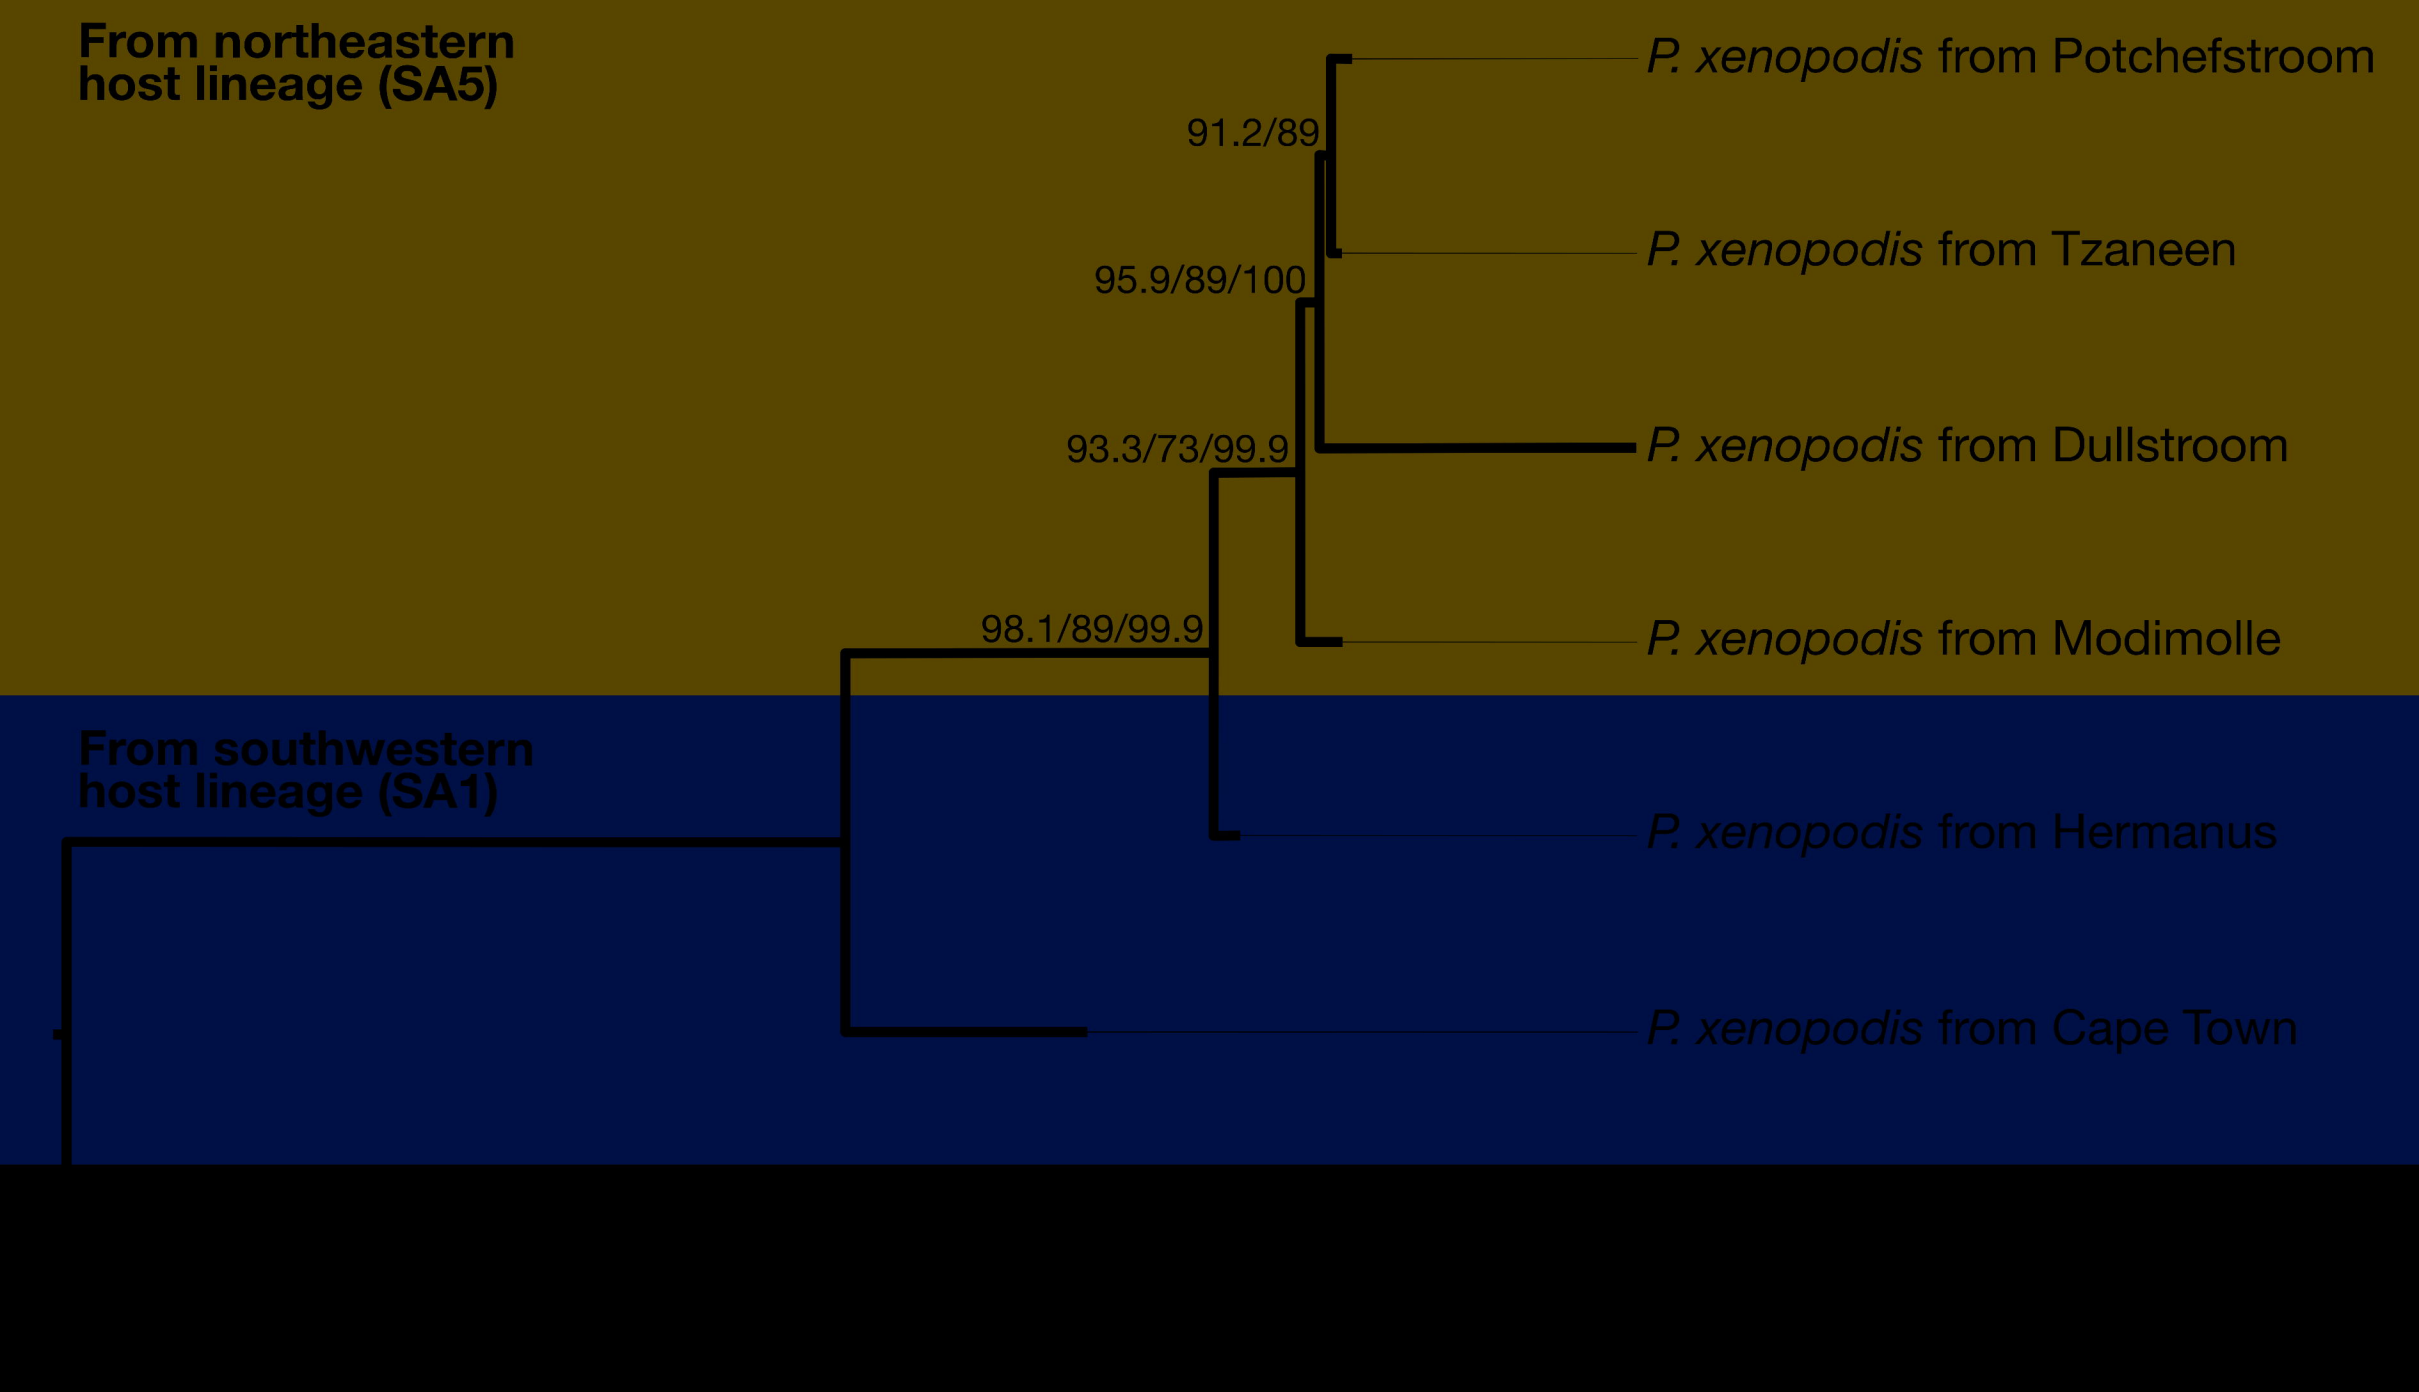 From northeastern
host lineage (SA5)
P. xenopodis from Potchefstroom
91.2/89
P. xenopodis from Tzaneen
95.9/89/100
P. xenopodis from Dullstroom
93.3/73/99.9
98.1/89/99.9
P. xenopodis from Modimolle
From southwestern
host lineage (SA1)
P. xenopodis from Hermanus
P. xenopodis from Cape Town